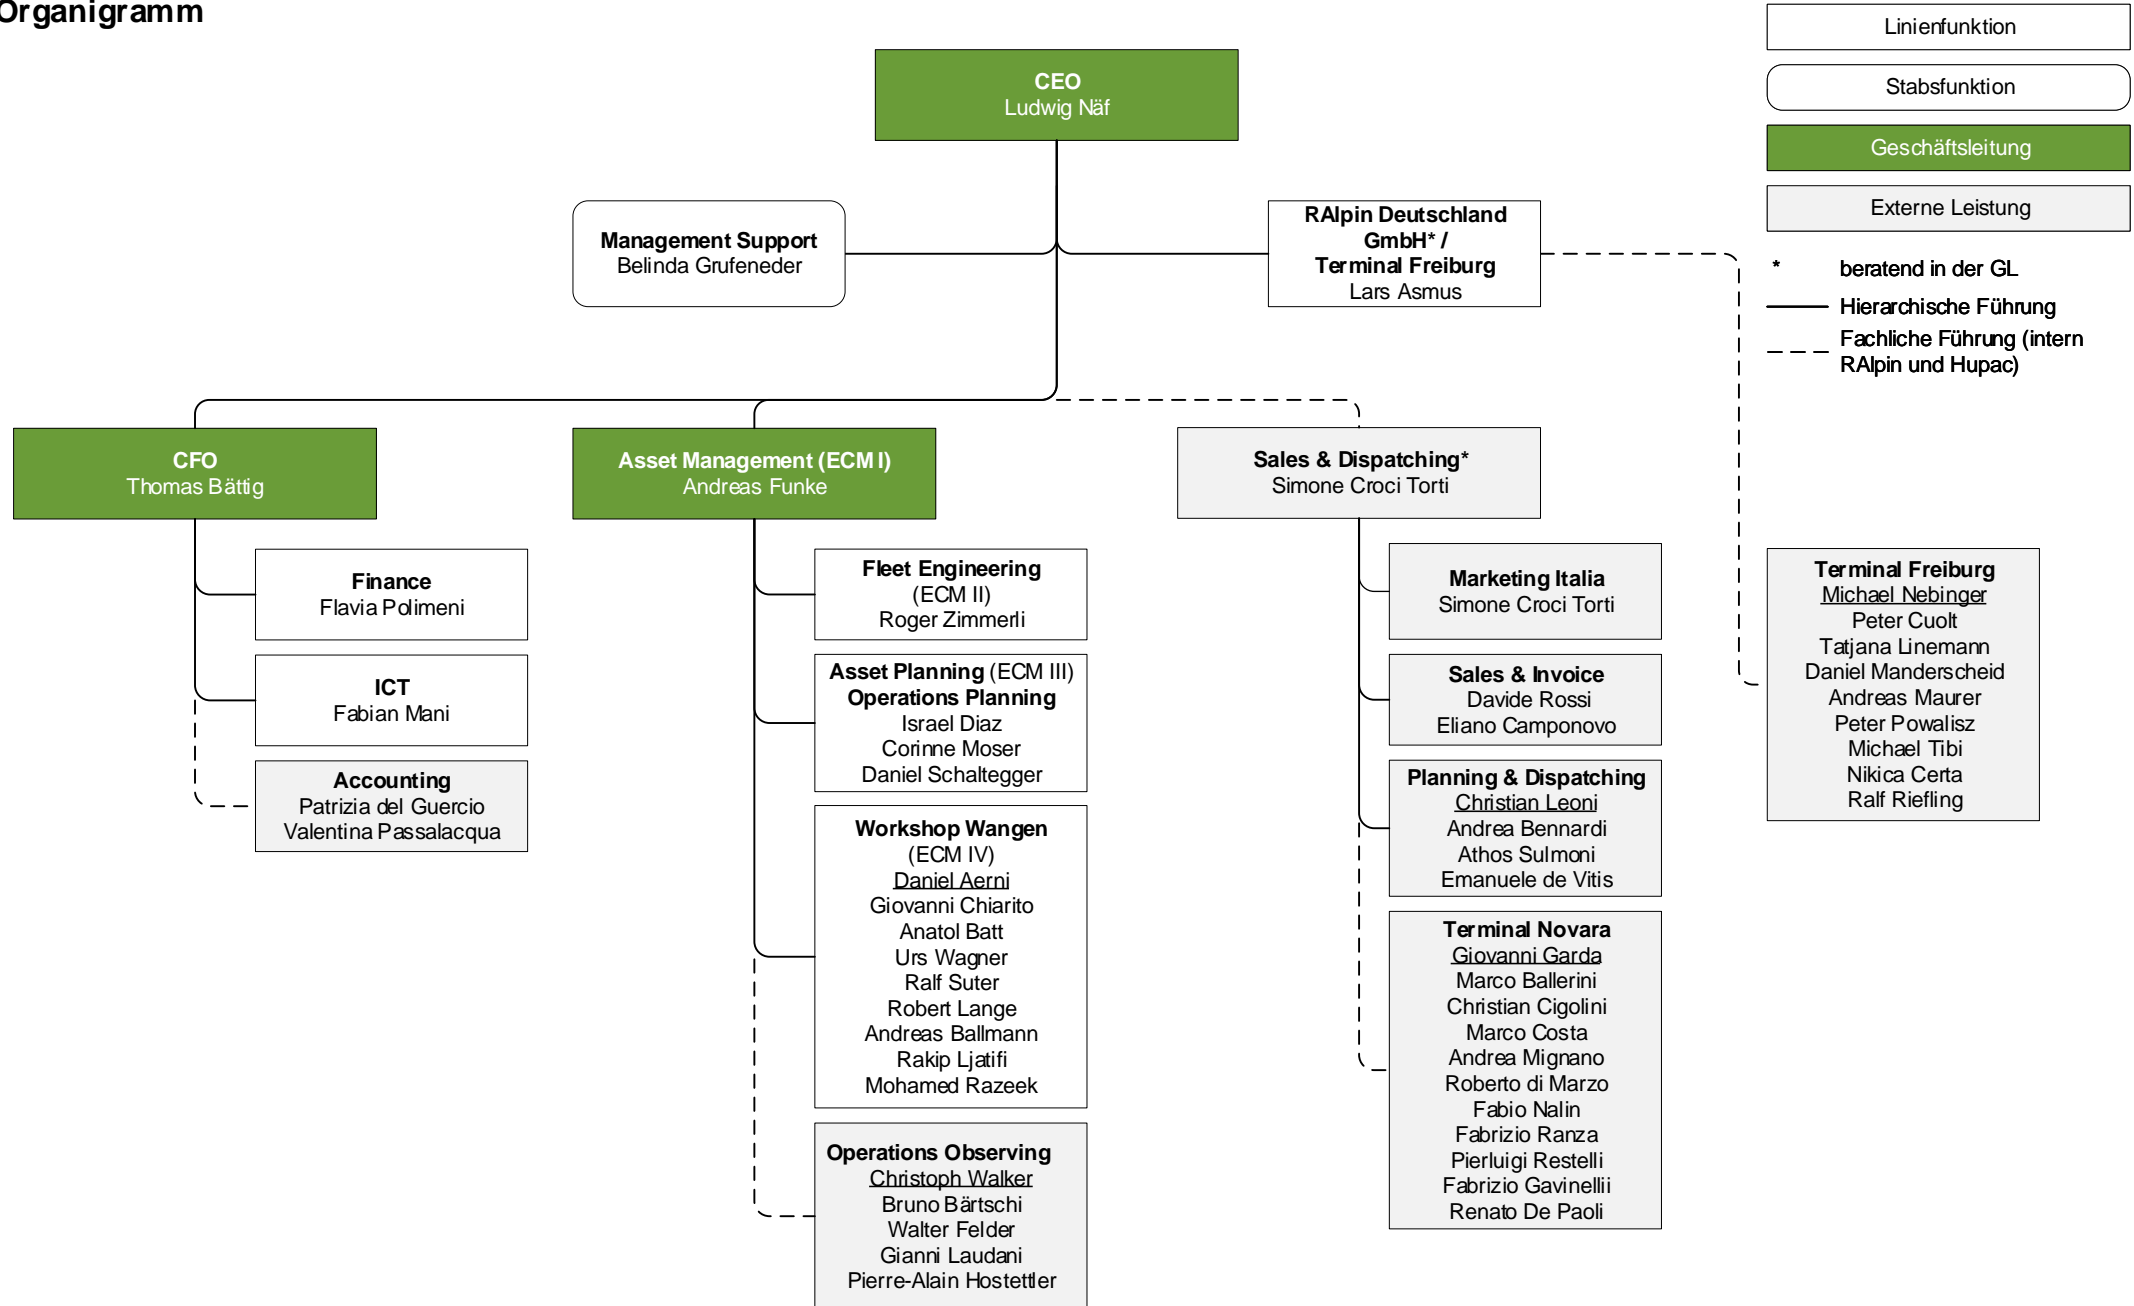 Organigramm
Linienfunktion
Stabsfunktion
Geschäftsleitung
Externe Leistung
* beratend in der GL
Hierarchische Führung
Fachliche Führung (intern
RAlpin und Hupac)
CEO
Ludwig Näf
Management Support
Belinda Grufeneder
RAlpin Deutschland
GmbH* /
Terminal Freiburg
Lars Asmus
CFO
Thomas Bättig
Asset Management (ECM I)
Andreas Funke
Sales & Dispatching*
Simone Croci Torti
Finance
Flavia Polimeni
ICT
Fabian Mani
Accounting
Patrizia del Guercio
Valentina Passalacqua
Fleet Engineering
(ECM II)
Roger Zimmerli
Asset Planning (ECM III)
Operations Planning
Israel Diaz
Corinne Moser
Daniel Schaltegger
Workshop Wangen
(ECM IV)
Daniel Aerni
Giovanni Chiarito
Anatol Batt
Urs Wagner
Ralf Suter
Robert Lange
Andreas Ballmann
Rakip Ljatifi
Mohamed Razeek
Operations Observing
Christoph Walker
Bruno Bärtschi
Walter Felder
Gianni Laudani
Pierre-Alain Hostettler
Marketing Italia
Simone Croci Torti
Sales & Invoice
Davide Rossi
Eliano Camponovo
Planning & Dispatching
Christian Leoni
Andrea Bennardi
Athos Sulmoni
Emanuele de Vitis
Terminal Novara
Giovanni Garda
Marco Ballerini
Christian Cigolini
Marco Costa
Andrea Mignano
Roberto di Marzo
Fabio Nalin
Fabrizio Ranza
Pierluigi Restelli
Fabrizio Gavinellii
Renato De Paoli
Terminal Freiburg
Michael Nebinger
Peter Cuolt
Tatjana Linemann
Daniel Manderscheid
Andreas Maurer
Peter Powalisz
Michael Tibi
Nikica Certa
Ralf Riefling